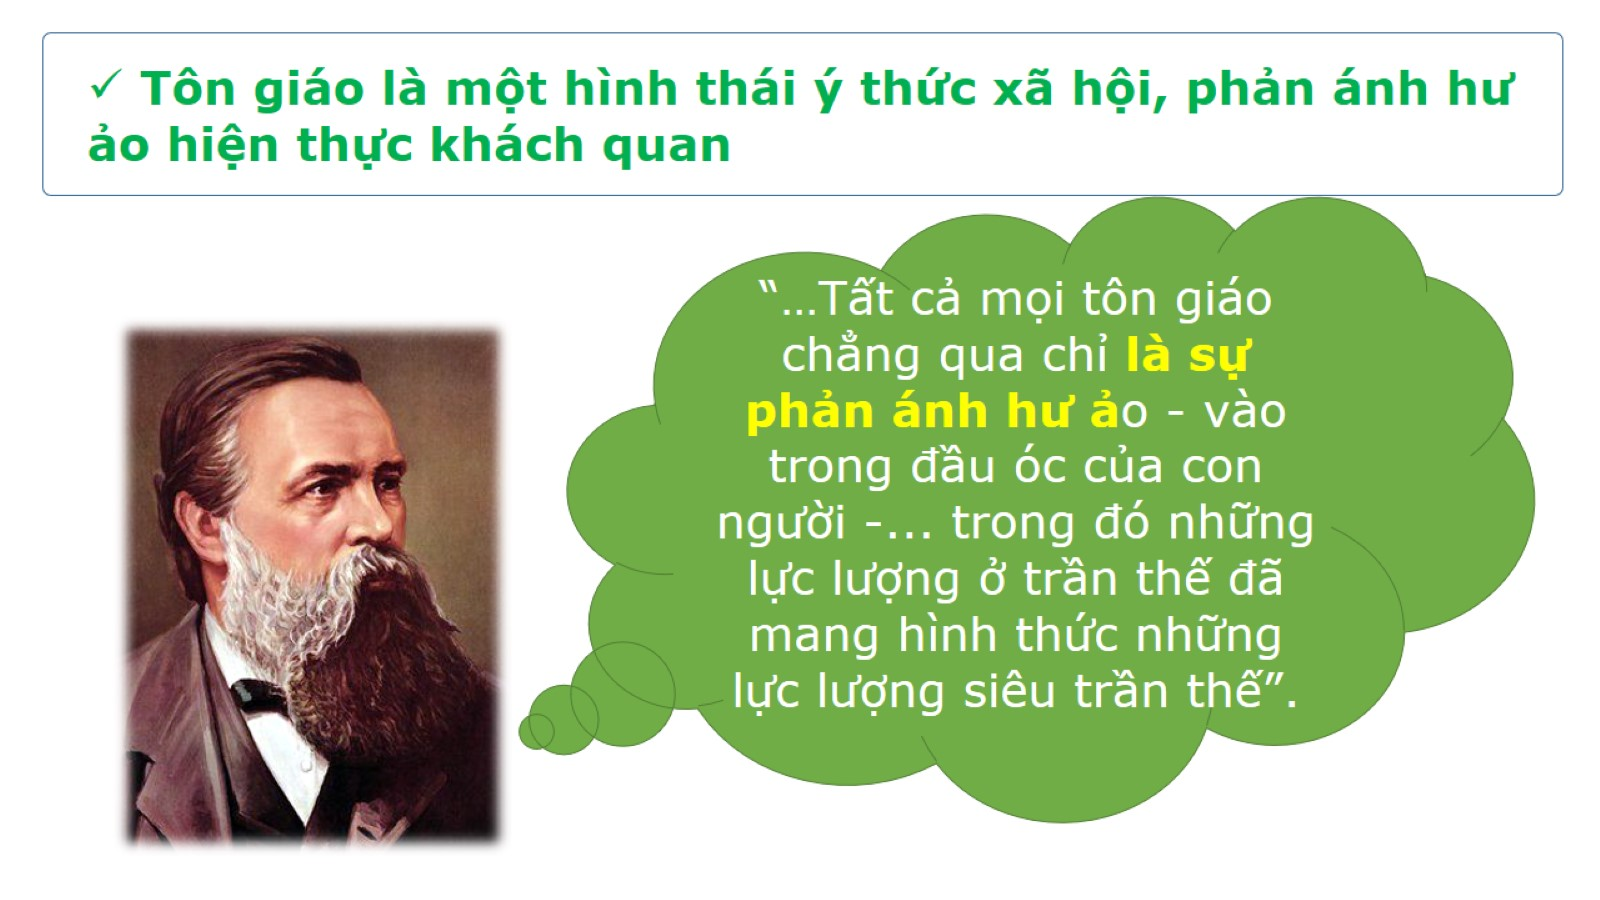 ✓ Tôn giáo là một hình thái ý thức xã hội, phản ánh hư
ảo hiện thực khách quan
“…Tất cả mọi tôn giáo
chẳng qua chỉ là sự
phản ánh hư ảo - vào
trong đầu óc của con
người -... trong đó những
lực lượng ở trần thế đã
mang hình thức những
lực lượng siêu trần thế”.